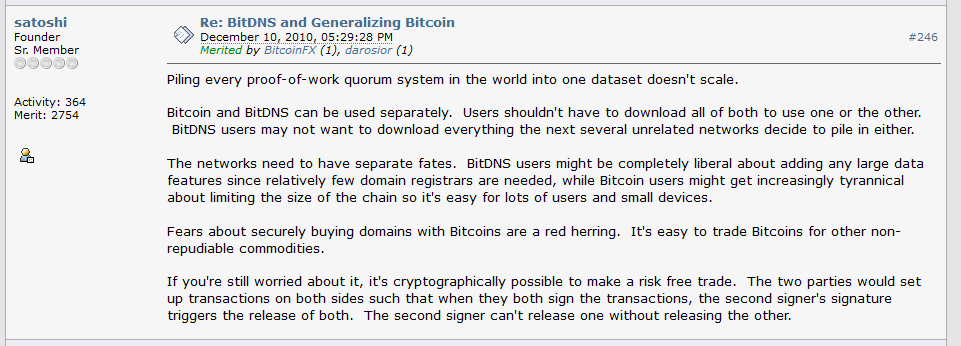 satoshi
Founder
Sr. Member
Activity: 364
Merit: 2754
Re: BitDNS and Generalizing Bitcoin
December 10, 2010, 05:29:28 PM
Merited by BitcoinFX (1), darosior (1)
#246
Piling every proof-of-work quorum system in the world into one dataset doesn't scale.
Bitcoin and BitDNS can be used separately.  Users shouldn't have to download all of both to use one or the other.
BitDNS users may not want to download everything the next several unrelated networks decide to pile in either.
The networks need to have separate fates.  BitDNS users might be completely liberal about adding any large data
features since relatively few domain registrars are needed, while Bitcoin users might get increasingly tyrannical
about limiting the size of the chain so it's easy for lots of users and small devices.
Fears about securely buying domains with Bitcoins are a red herring.  It's easy to trade Bitcoins for other non-
repudiable commodities.
If you're still worried about it, it's cryptographically possible to make a risk free trade.  The two parties would set
up transactions on both sides such that when they both sign the transactions, the second signer's signature
triggers the release of both.  The second signer can't release one without releasing the other.